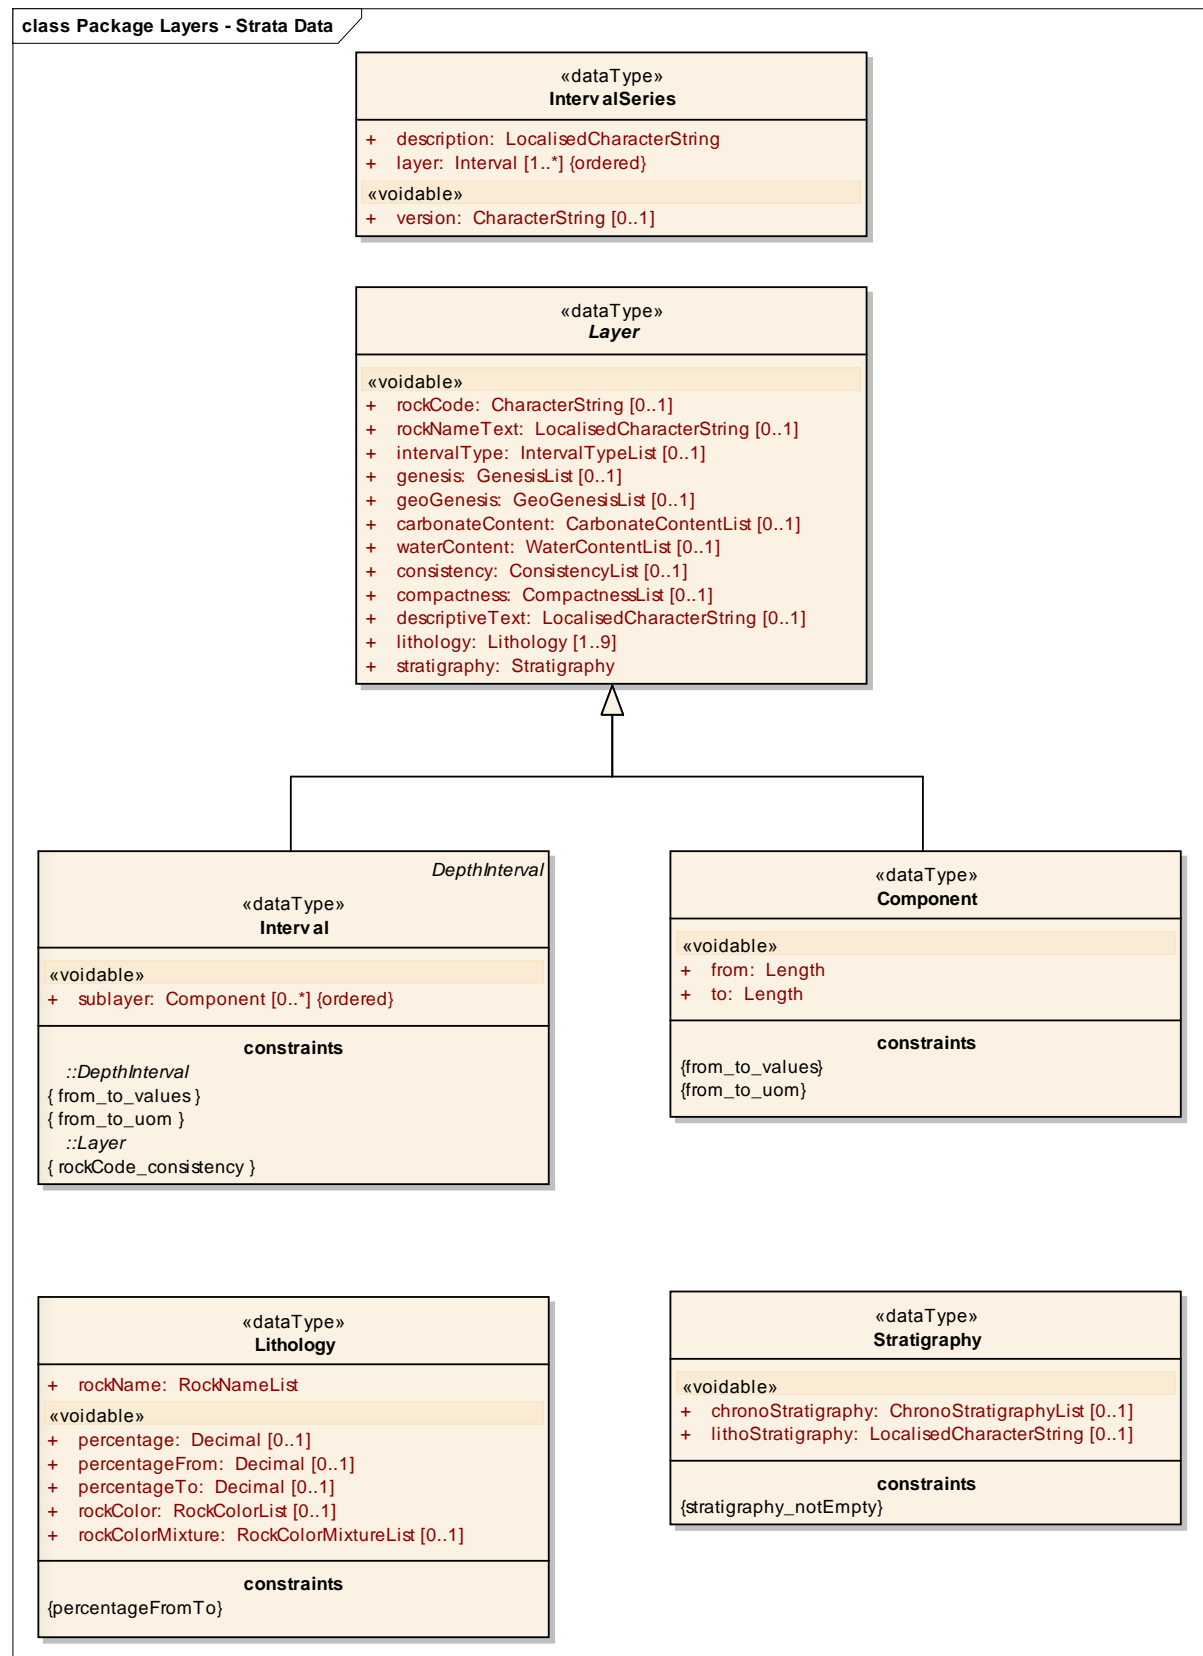 class Package Layers - Strata Data
«dataType»
IntervalSeries
+ description: LocalisedCharacterString
+ layer: Interval [1..*] {ordered}
«voidable»
+ version: CharacterString [0..1]
«dataType»
Layer
«voidable»
+ rockCode: CharacterString [0..1]
+ rockNameText: LocalisedCharacterString [0..1]
+ intervalType: IntervalTypeList [0..1]
+ genesis: GenesisList [0..1]
+ geoGenesis: GeoGenesisList [0..1]
+ carbonateContent: CarbonateContentList [0..1]
+ waterContent: WaterContentList [0..1]
+ consistency: ConsistencyList [0..1]
+ compactness: CompactnessList [0..1]
+ descriptiveText: LocalisedCharacterString [0..1]
+ lithology: Lithology [1..9]
+ stratigraphy: Stratigraphy
DepthInterval
«dataType»
Interval
«voidable»
+ sublayer: Component [0..*] {ordered}
constraints
::DepthInterval
{ from_to_values }
{ from_to_uom }
::Layer
{ rockCode_consistency }
«dataType»
Component
«voidable»
+ from: Length
+ to: Length
constraints
{from_to_values}
{from_to_uom}
«dataType»
Lithology
+ rockName: RockNameList
«voidable»
+ percentage: Decimal [0..1]
+ percentageFrom: Decimal [0..1]
+ percentageTo: Decimal [0..1]
+ rockColor: RockColorList [0..1]
+ rockColorMixture: RockColorMixtureList [0..1]
constraints
{percentageFromTo}
«dataType»
Stratigraphy
«voidable»
+ chronoStratigraphy: ChronoStratigraphyList [0..1]
+ lithoStratigraphy: LocalisedCharacterString [0..1]
constraints
{stratigraphy_notEmpty}